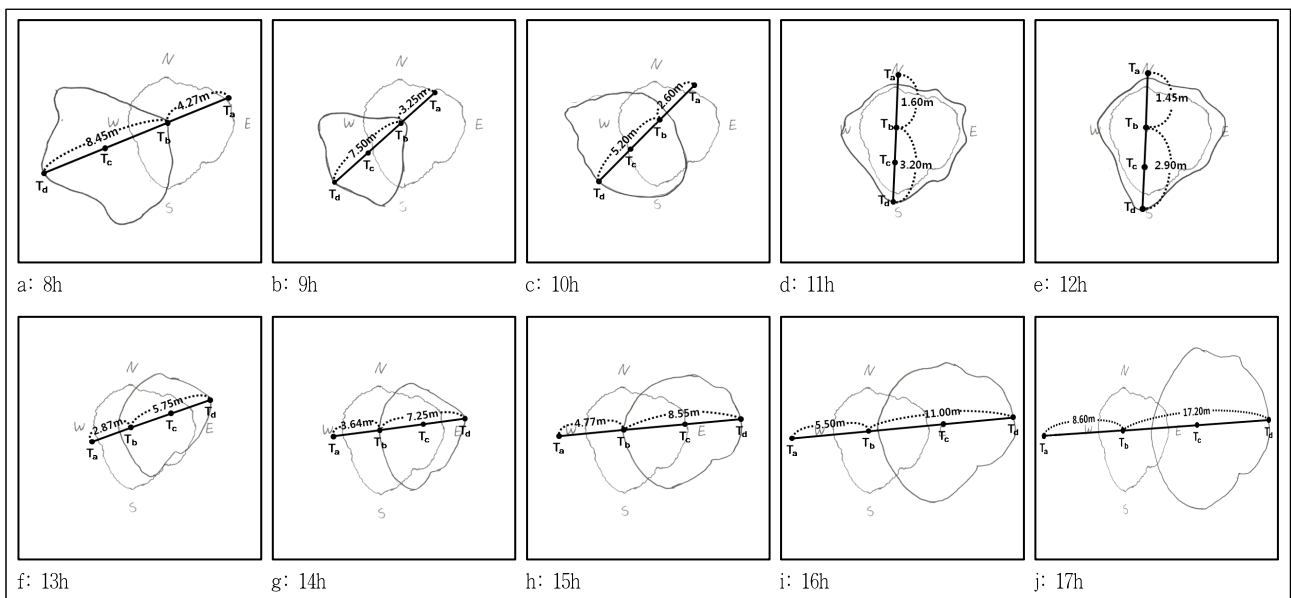 N
W
E
S
4.27m
8.45m
Ta
Tb
Tc
Td
a: 8h
W
E
S
3.25m
7.50m
Ta
Tb
Tc
Td
b: 9h
N
W
E
S
2.60m
5.20m
Ta
Tb
Tc
Td
c: 10h
N
W
E
S
1.60m
3.20m
Ta
Tb
Tc
Td
d: 11h
N
W
E
S
1.45m
2.90m
Ta
Tb
Tc
Td
e: 12h
N
W
E
S
2.87m
5.75m
Ta
Tb
Tc
Td
f: 13h
N
W
E
S
3.64m
7.25m
Ta
Tb
Tc
Td
g: 14h
N
W
E
S
4.77m
8.55m
Ta
Tb
Tc
Td
h: 15h
N
W
S
5.50m
11.00m
Ta
Tb
Tc
Td
i: 16h
N
W
E
S
8.60m
17.20m
Ta
Tb
Tc
Td
j: 17h